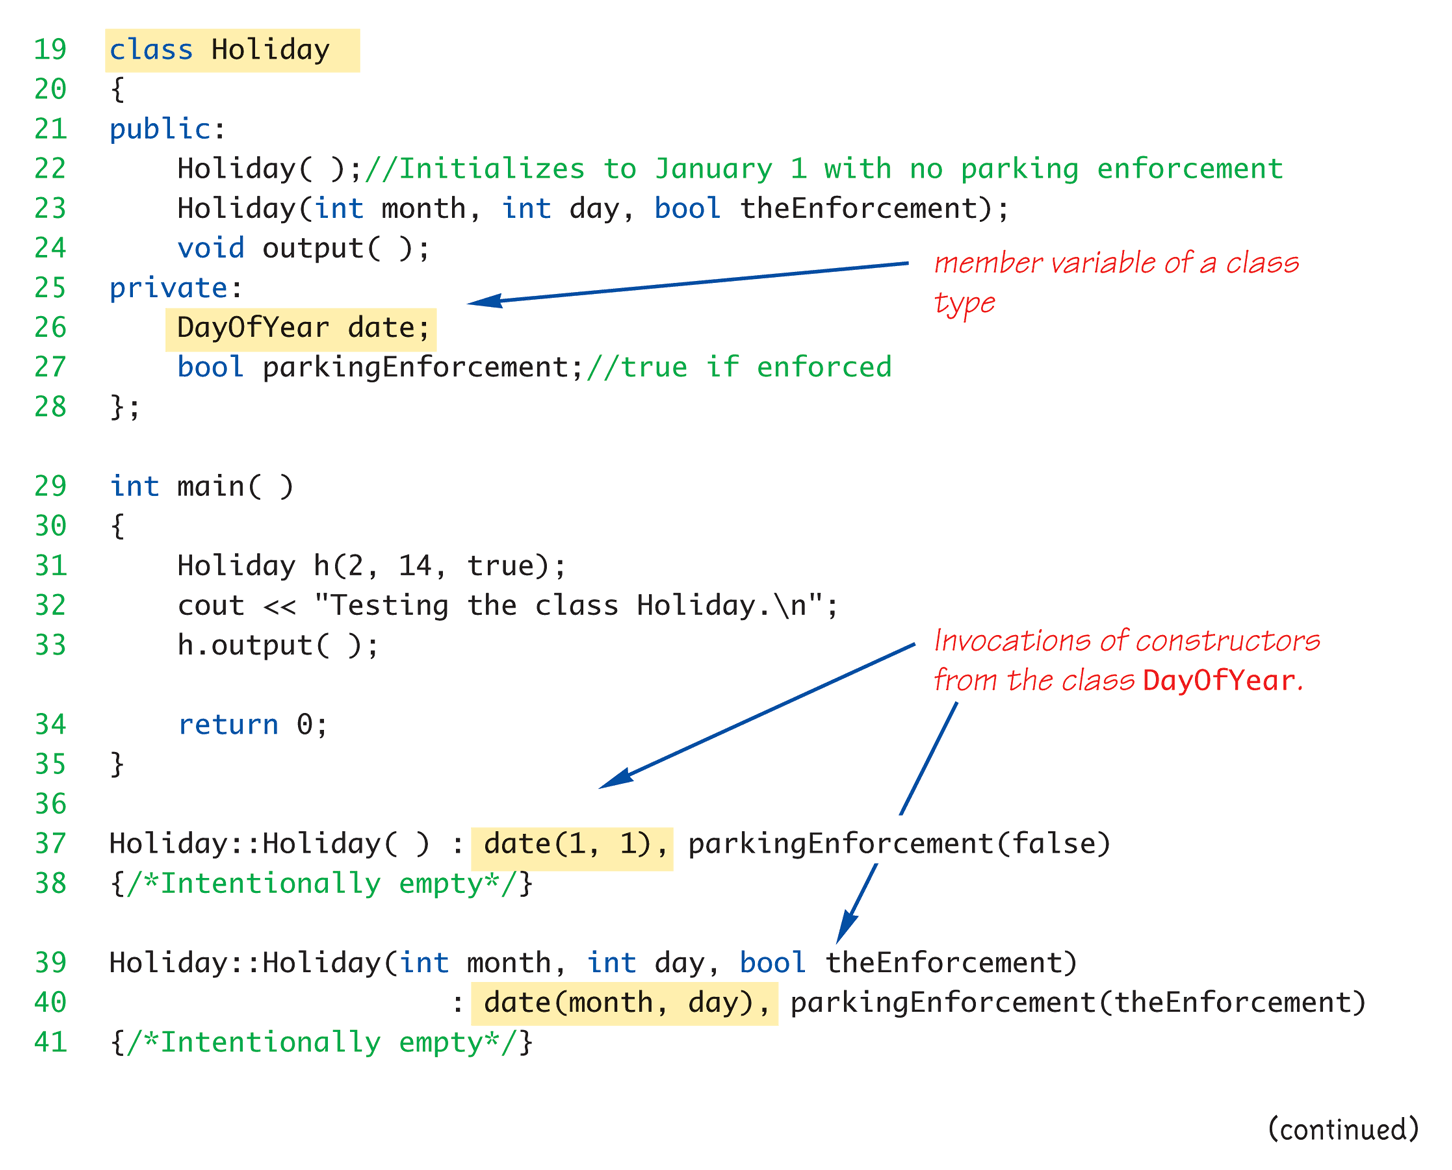 19 class Holiday
20 {
21 public:
22     Holiday( );//Initializes to January 1 with no parking enforcement
23     Holiday(int month, int day, bool theEnforcement);
24     void output( );
member variable of a class
type
25 private:
26     DayOfYear date;
27     bool parkingEnforcement;//true if enforced
28 };
29 int main( )
30 {
31     Holiday h(2, 14, true);
32     cout << "Testing the class Holiday.\n";
33     h.output( );
Invocations of constructors
from the class DayOfYear.
34     return 0;
35 }
36
37 Holiday::Holiday( ) : date(1, 1), parkingEnforcement(false)
38 {/*Intentionally empty*/}
39 Holiday::Holiday(int month, int day, bool theEnforcement)
40                     : date(month, day), parkingEnforcement(theEnforcement)
41 {/*Intentionally empty*/}
(continued)